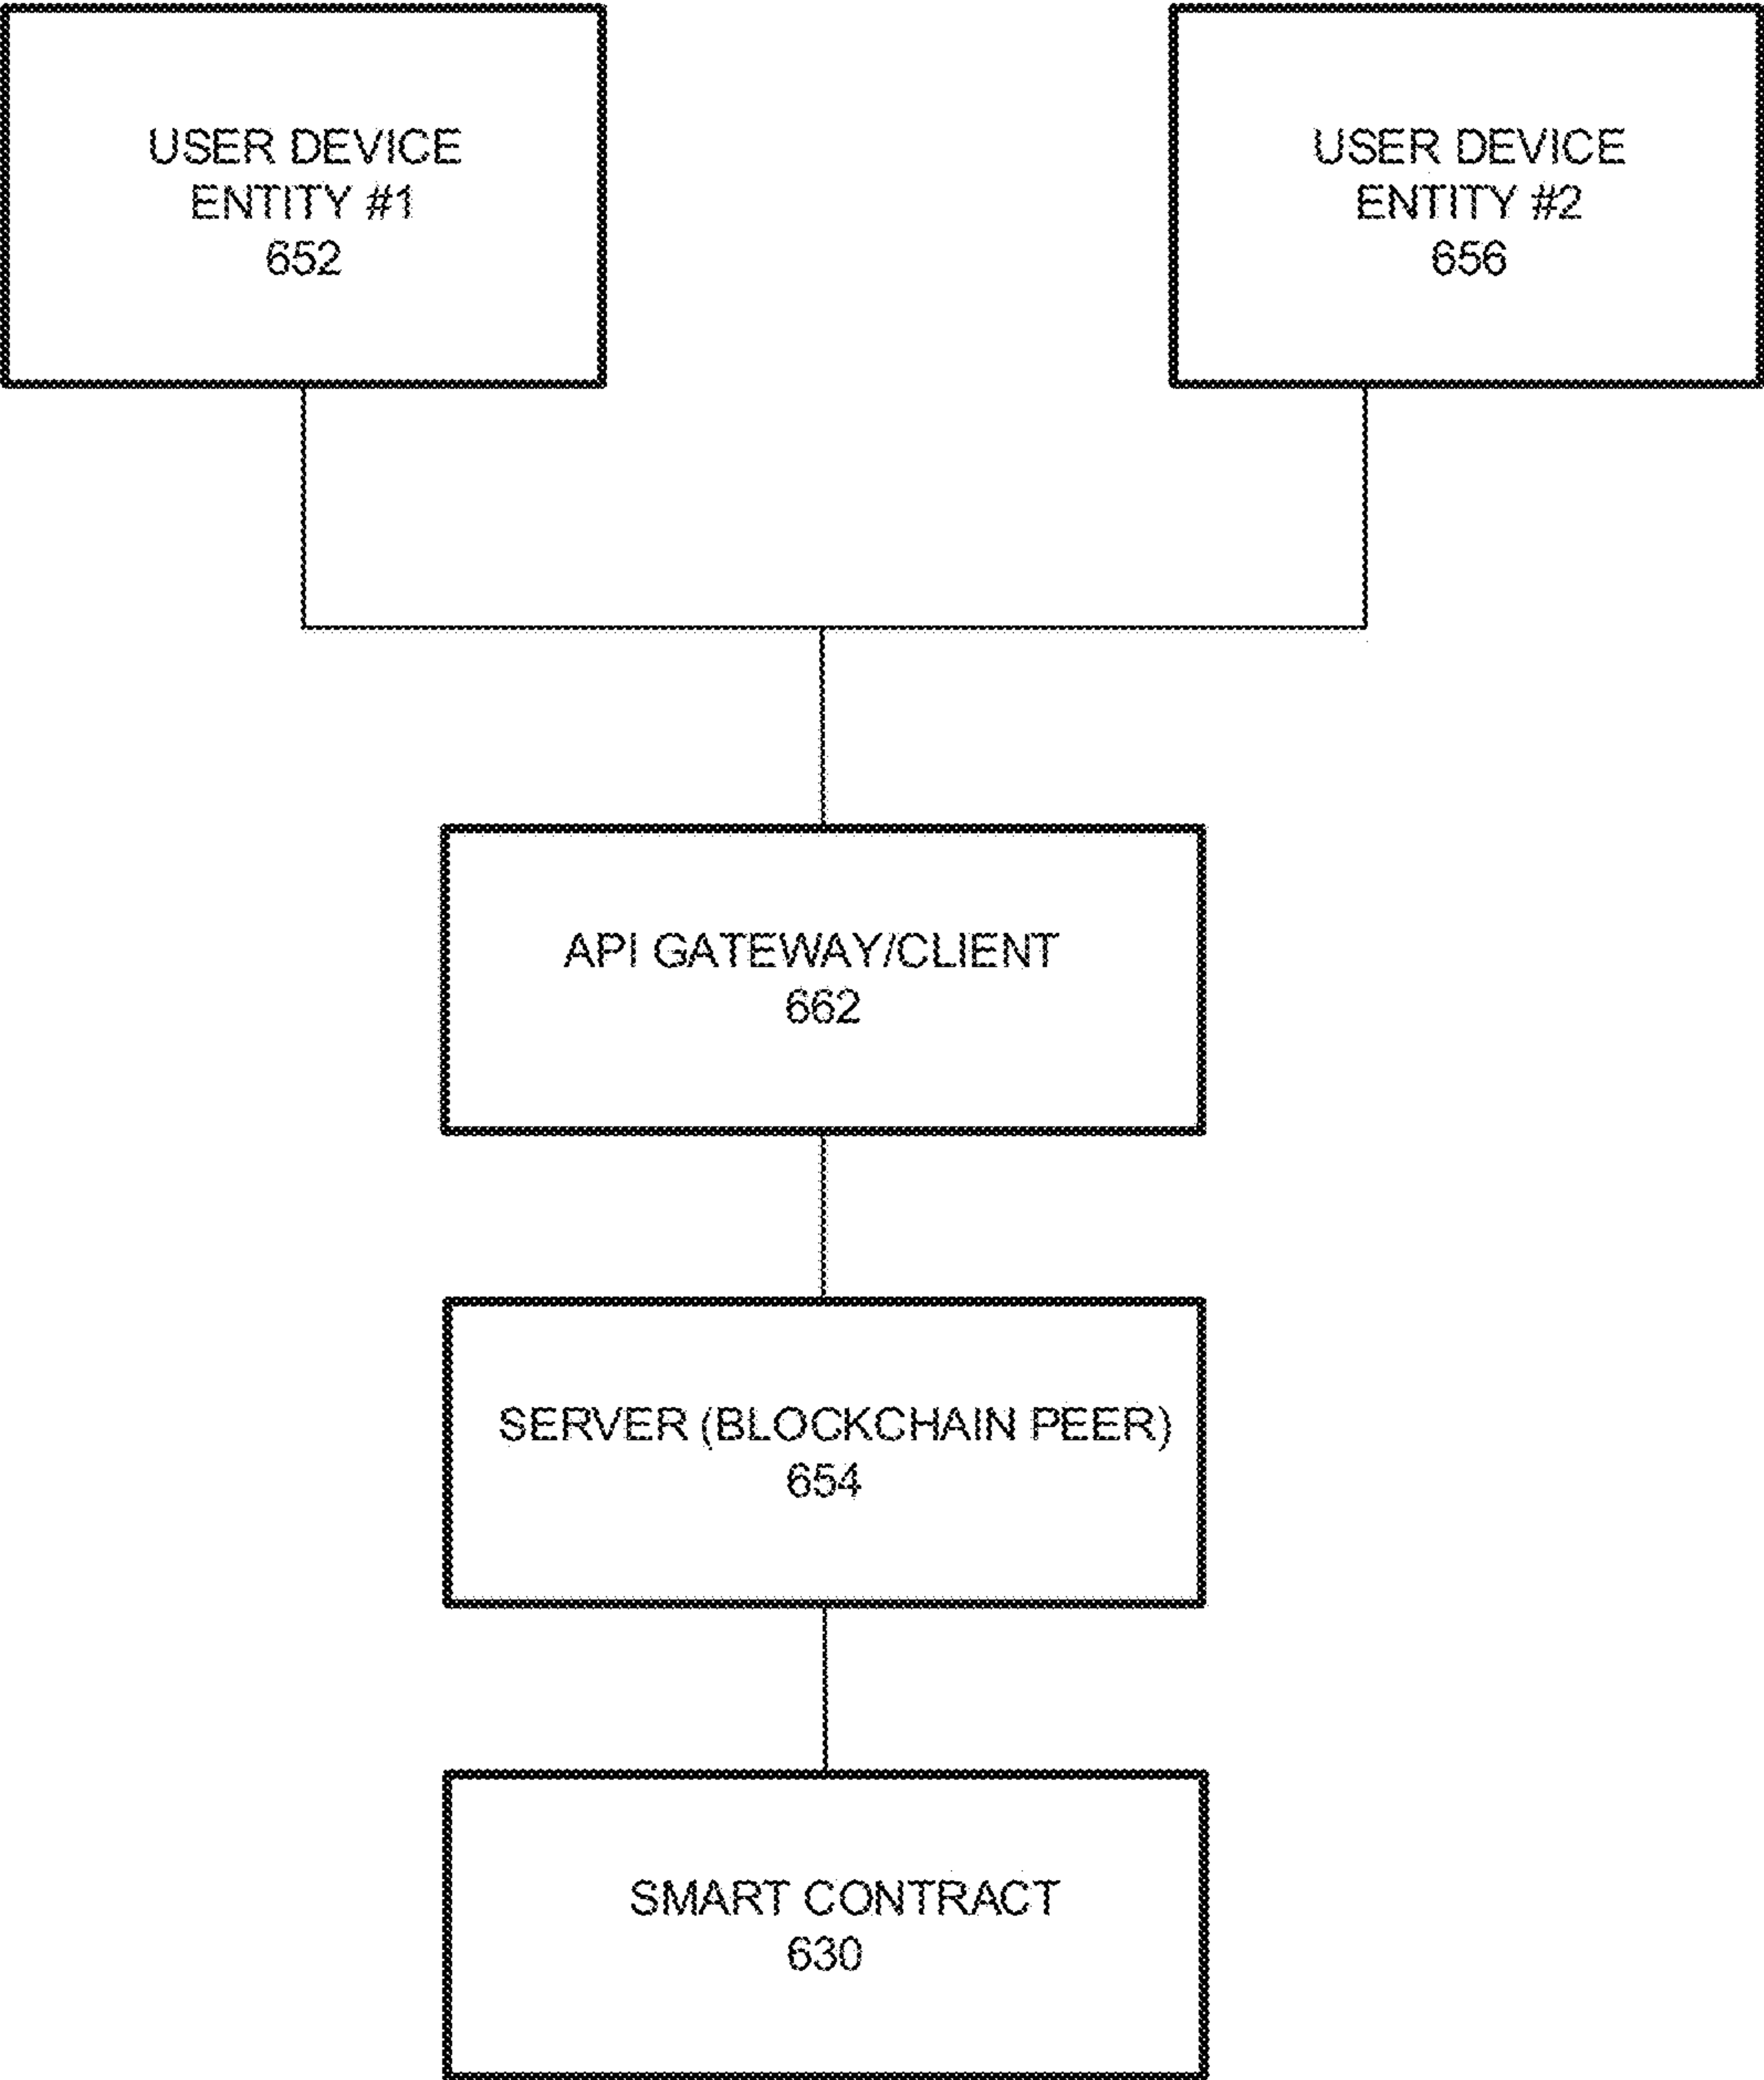 USER DEVICE
ENTITY #1
652
USER DEVICE
ENTITY #2
656
API GATEWAY/CLIENT
662
SERVER (BLOCKCHAIN PEER)
654
SMART CONTRACT
630